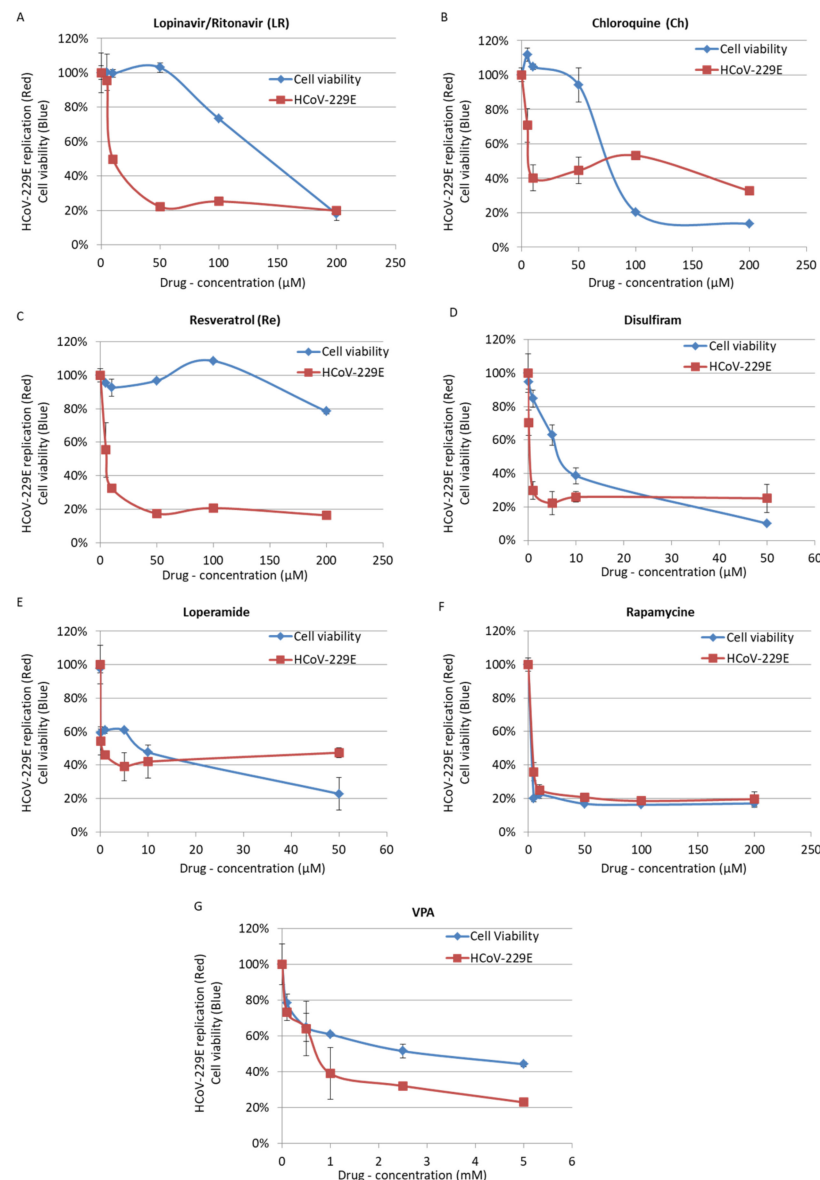 A
Lopinavir/Ritonavir (LR)
HCoV-229E replication (Red)
Cell viability (Blue)
120%
100%
80%
60%
40%
20%
0%
Cell viability
HCoV-229E
0 50 100 150 200 250
Drug - concentration (μM)
B
Chloroquine (Ch)
HCoV-229E replication (Red)
Cell viability (Blue)
120%
100%
80%
60%
40%
20%
0%
Cell viability
HCoV-229E
0 50 100 150 200 250
Drug - concentration (μM)
C
Resveratrol (Re)
HCoV-229E replication (Red)
Cell viability (Blue)
120%
100%
80%
60%
40%
20%
0%
Cell viability
HCoV-229E
0 50 100 150 200 250
Drug - concentration (μM)
D
Disulfiram
HCoV-229E replication (Red)
Cell viability (Blue)
120%
100%
80%
60%
40%
20%
0%
Cell viability
HCoV-229E
0 10 20 30 40 50 60
Drug - concentration (μM)
E
Loperamide
HCoV-229E replication (Red)
Cell viability (Blue)
120%
100%
80%
60%
40%
20%
0%
Cell viability
HCoV-229E
0 10 20 30 40 50 60
Drug - concentration (μM)
F
Rapamycine
HCoV-229E replication (Red)
Cell viability (Blue)
120%
100%
80%
60%
40%
20%
0%
Cell viability
HCoV-229E
0 50 100 150 200 250
Drug - concentration (μM)
G
VPA
HCoV-229E replication (Red)
Cell viability (Blue)
120%
100%
80%
60%
40%
20%
0%
Cell Viability
HCoV-229E
0 1 2 3 4 5 6
Drug - concentration (mM)